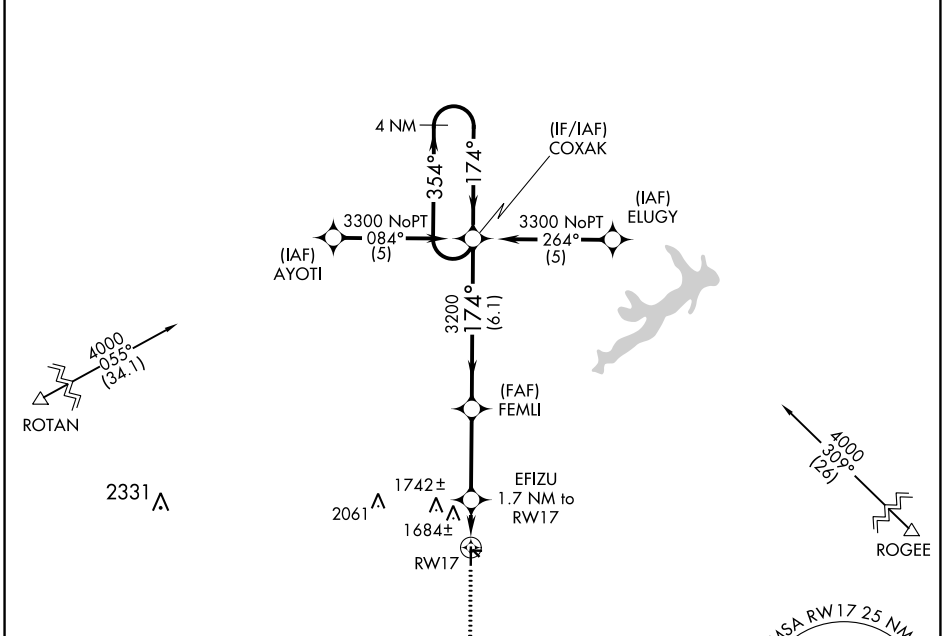 4 NM
354°
174°
(IF/IAF)
COXAK
(IAF)
ELUGY
3300 NoPT
084°
(5)
3300 NoPT
264°
(5)
(IAF)
AYOTI
3200
174°
(6.1)
4000
055°
(34.1)
ROTAN
(FAF)
FEMLI
4000
309°
(26)
ROGEE
2331
2061
1742±
1684±
EFIZU
1.7 NM to
RW17
RW17
MSA RW17 25 NM